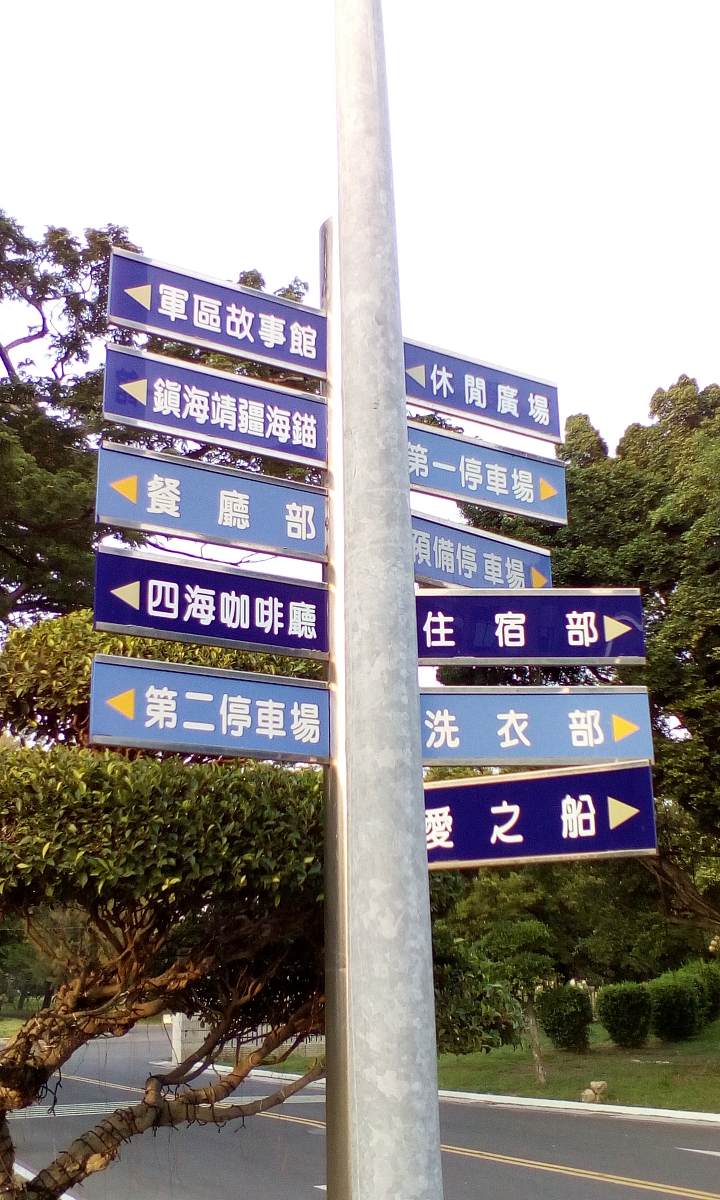 軍區故事館
鎮海靖疆海錨
餐廳部
四海咖啡廳
第二停車場
休閒廣場
第一停車場
預備停車場
住宿部
洗衣部
愛之船